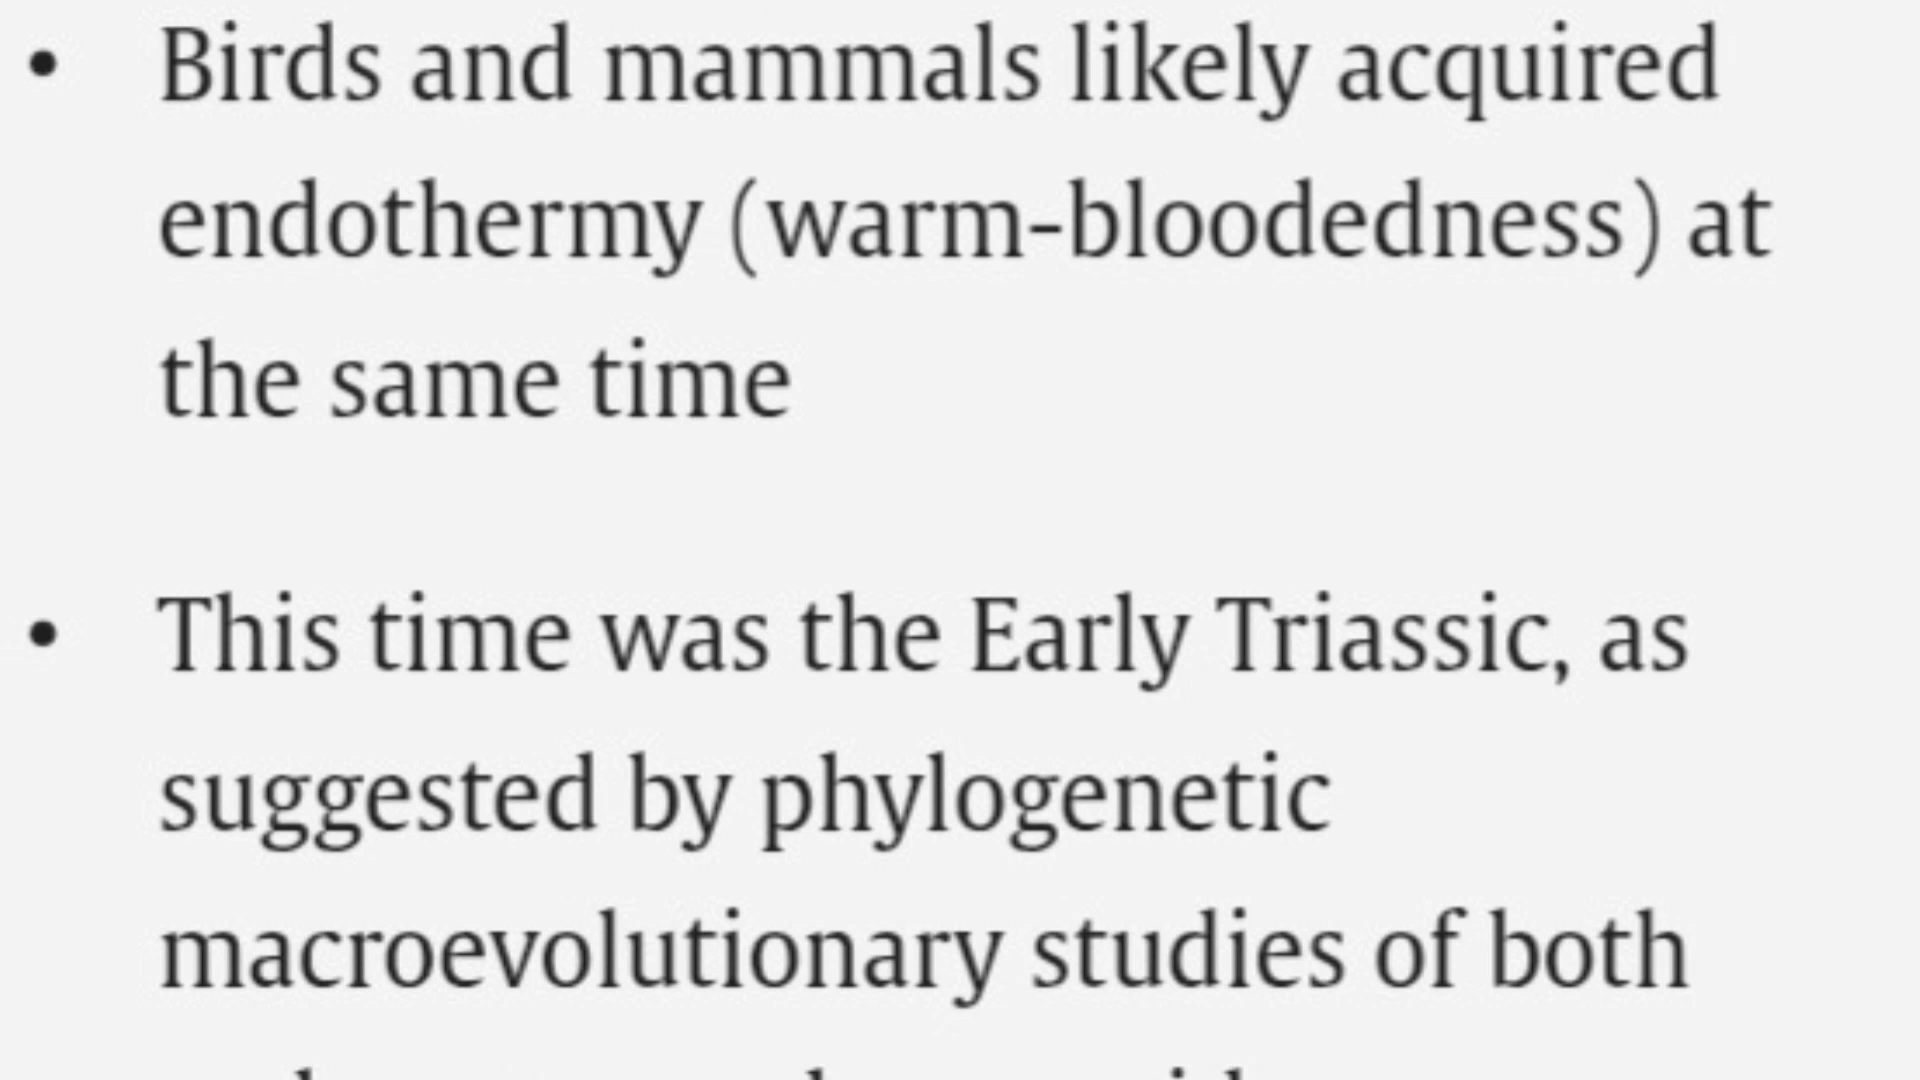 • Birds and mammals likely acquired
endothermy (warm-bloodedness) at
the same time
• This time was the Early Triassic, as
suggested by phylogenetic
macroevolutionary studies of both